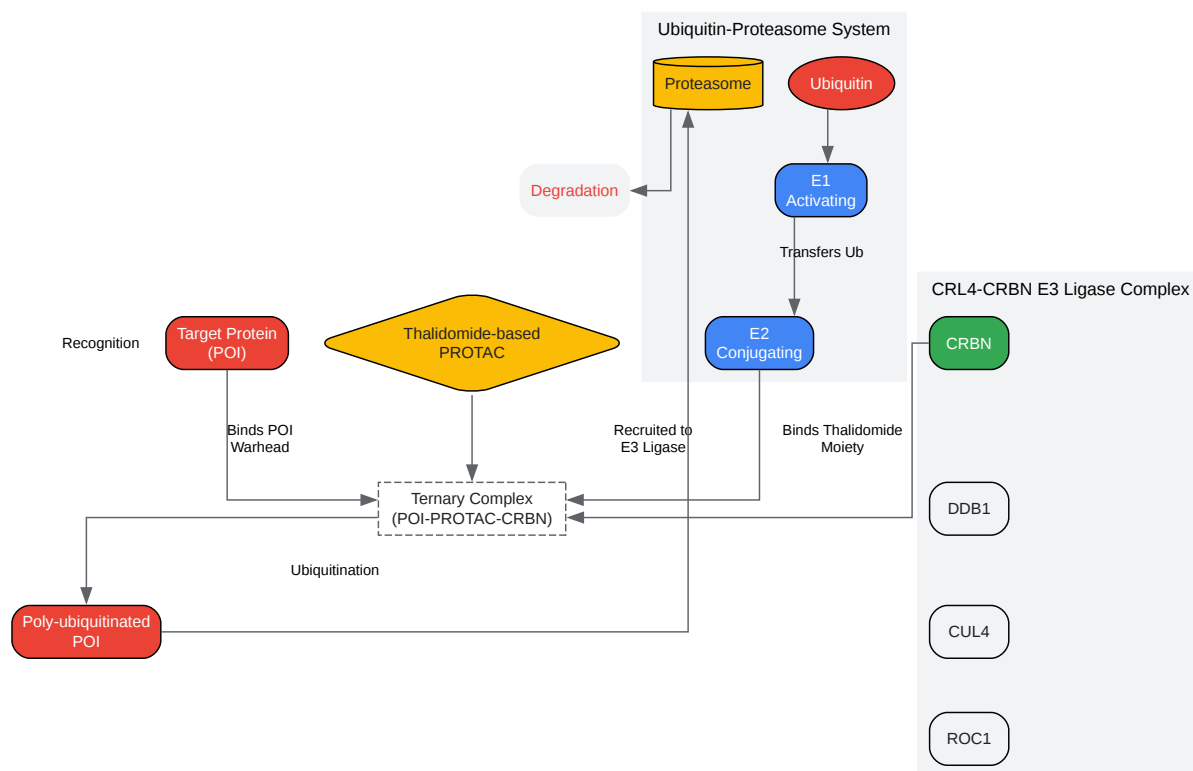 Ubiquitin-Proteasome System
Proteasome
Ubiquitin
Degradation
E1
Activating
Transfers Ub
CRL4-CRBN E3 Ligase Complex
Recognition
Target Protein
(POI)
Thalidomide-based
PROTAC
E2
Conjugating
CRBN
Binds POI
Warhead
Recruited to
E3 Ligase
Binds Thalidomide
Moiety
Ternary Complex
(POI-PROTAC-CRBN)
DDB1
Ubiquitination
Poly-ubiquitinated
POI
CUL4
ROC1